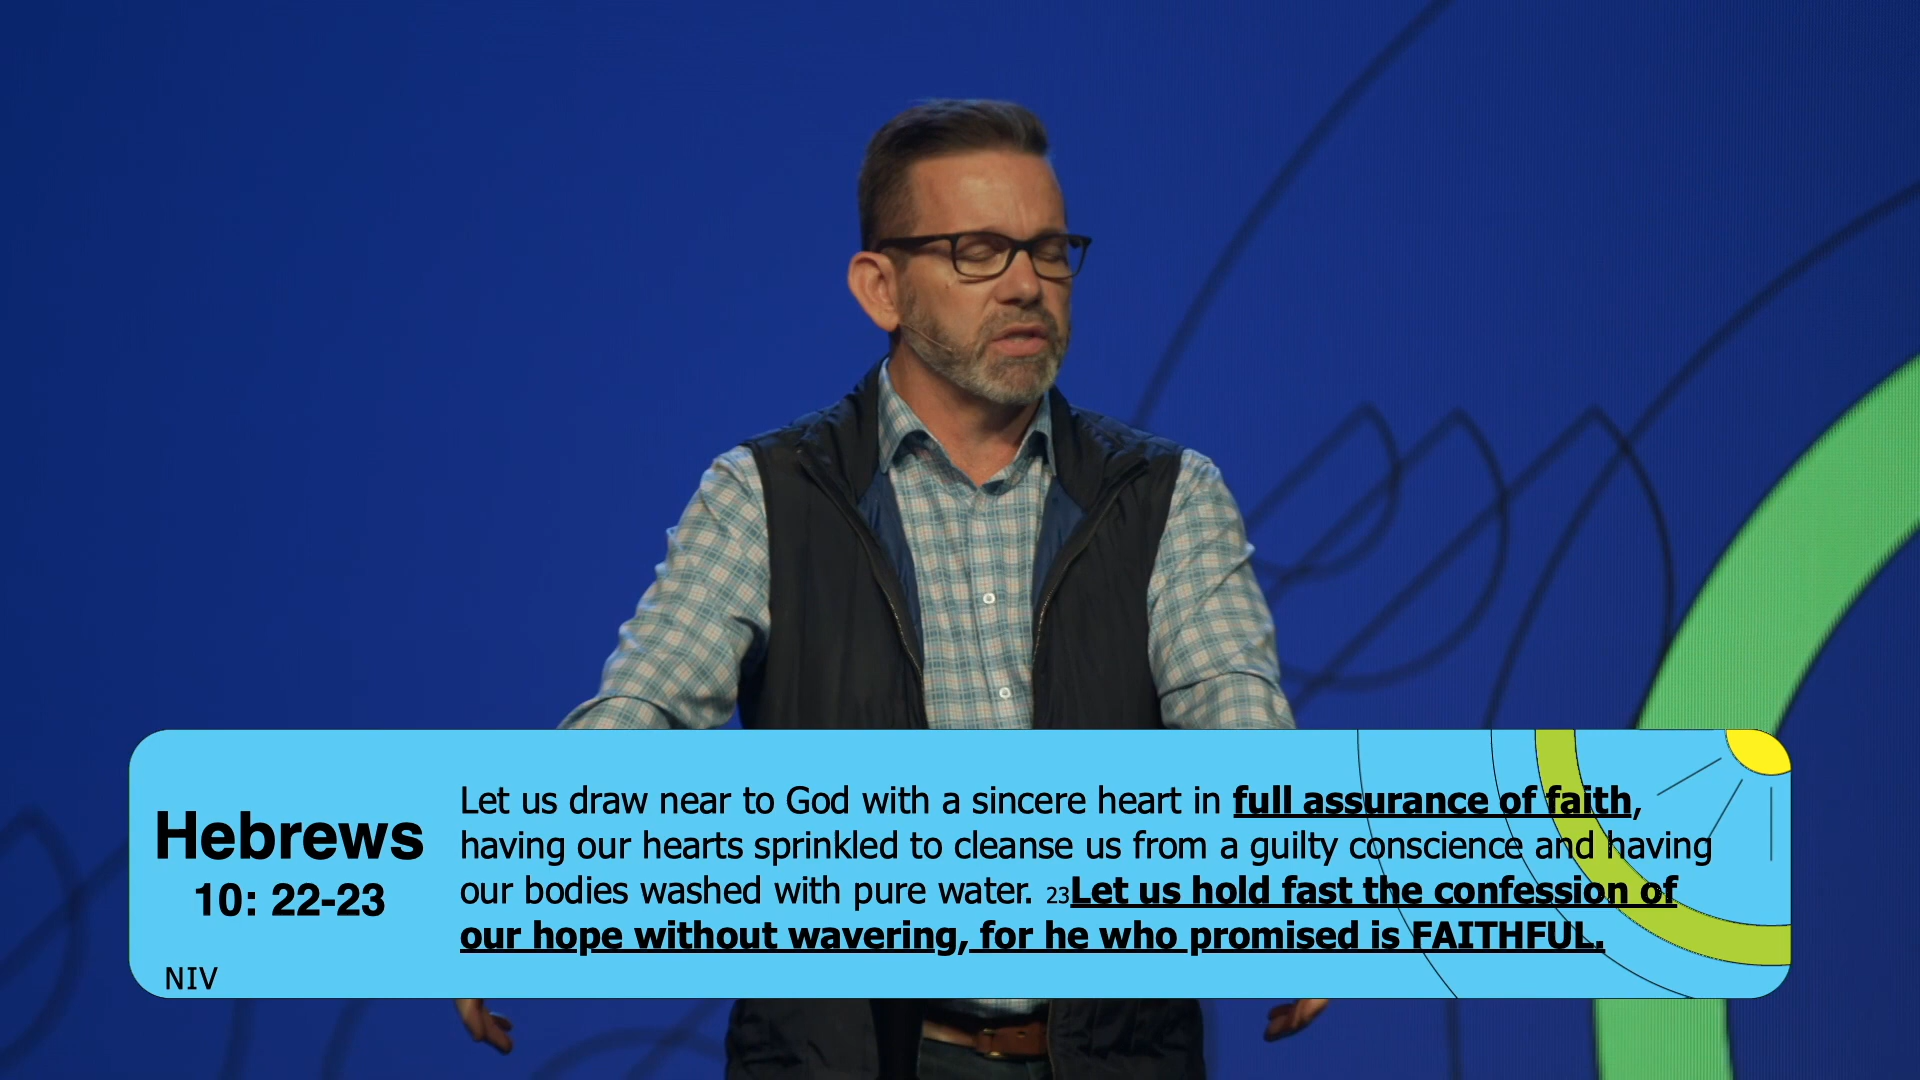 Hebrews
10: 22-23
NIV
Let us draw near to God with a sincere heart in full assurance of faith,
having our hearts sprinkled to cleanse us from a guilty conscience and having
our bodies washed with pure water. 23Let us hold fast the confession of
our hope without wavering, for he who promised is FAITHFUL.